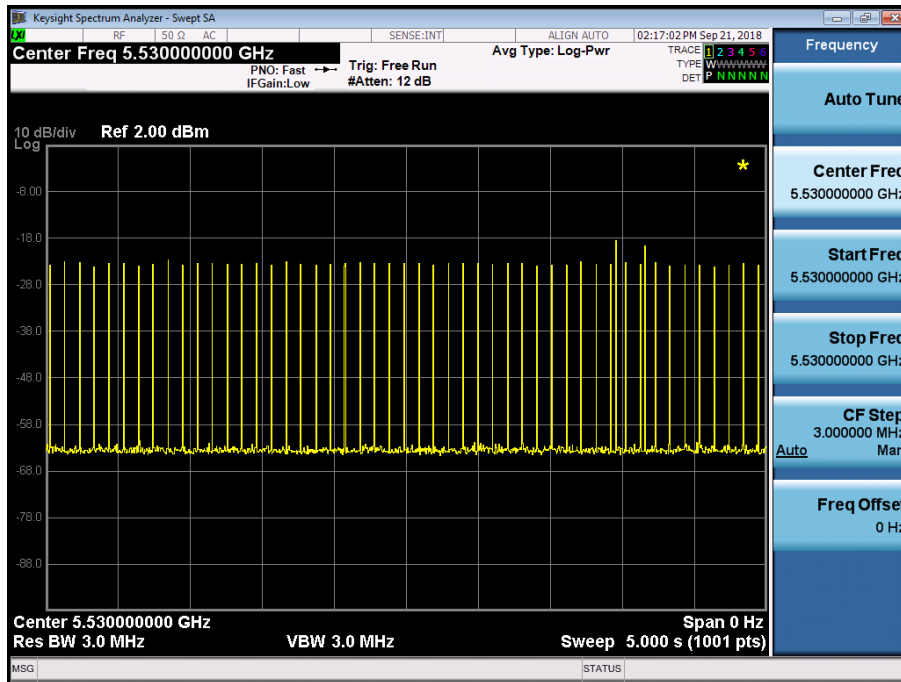 Keysight Spectrum Analyzer - Swept SA
LXI RF 50 Ω AC SENSE:INT ALIGN AUTO 02:17:02 PM Sep 21, 2018
Center Freq 5.530000000 GHz
PNO: Fast
IFGain:Low
Trig: Free Run
#Atten: 12 dB
Avg Type: Log-Pwr
TRACE 1 2 3 4 5 6
TYPE WWWWWW
DET P N N N N N
10 dB/div
Log
Ref 2.00 dBm
-8.00
-18.0
-28.0
-38.0
-48.0
-58.0
-68.0
-78.0
-88.0
Center 5.530000000 GHz
Res BW 3.0 MHz
VBW 3.0 MHz
Span 0 Hz
Sweep 5.000 s (1001 pts)
MSG
STATUS
Frequency
Auto Tune
Center Freq
5.530000000 GHz
Start Freq
5.530000000 GHz
Stop Freq
5.530000000 GHz
CF Step
3.000000 MHz
Auto Man
Freq Offset
0 Hz